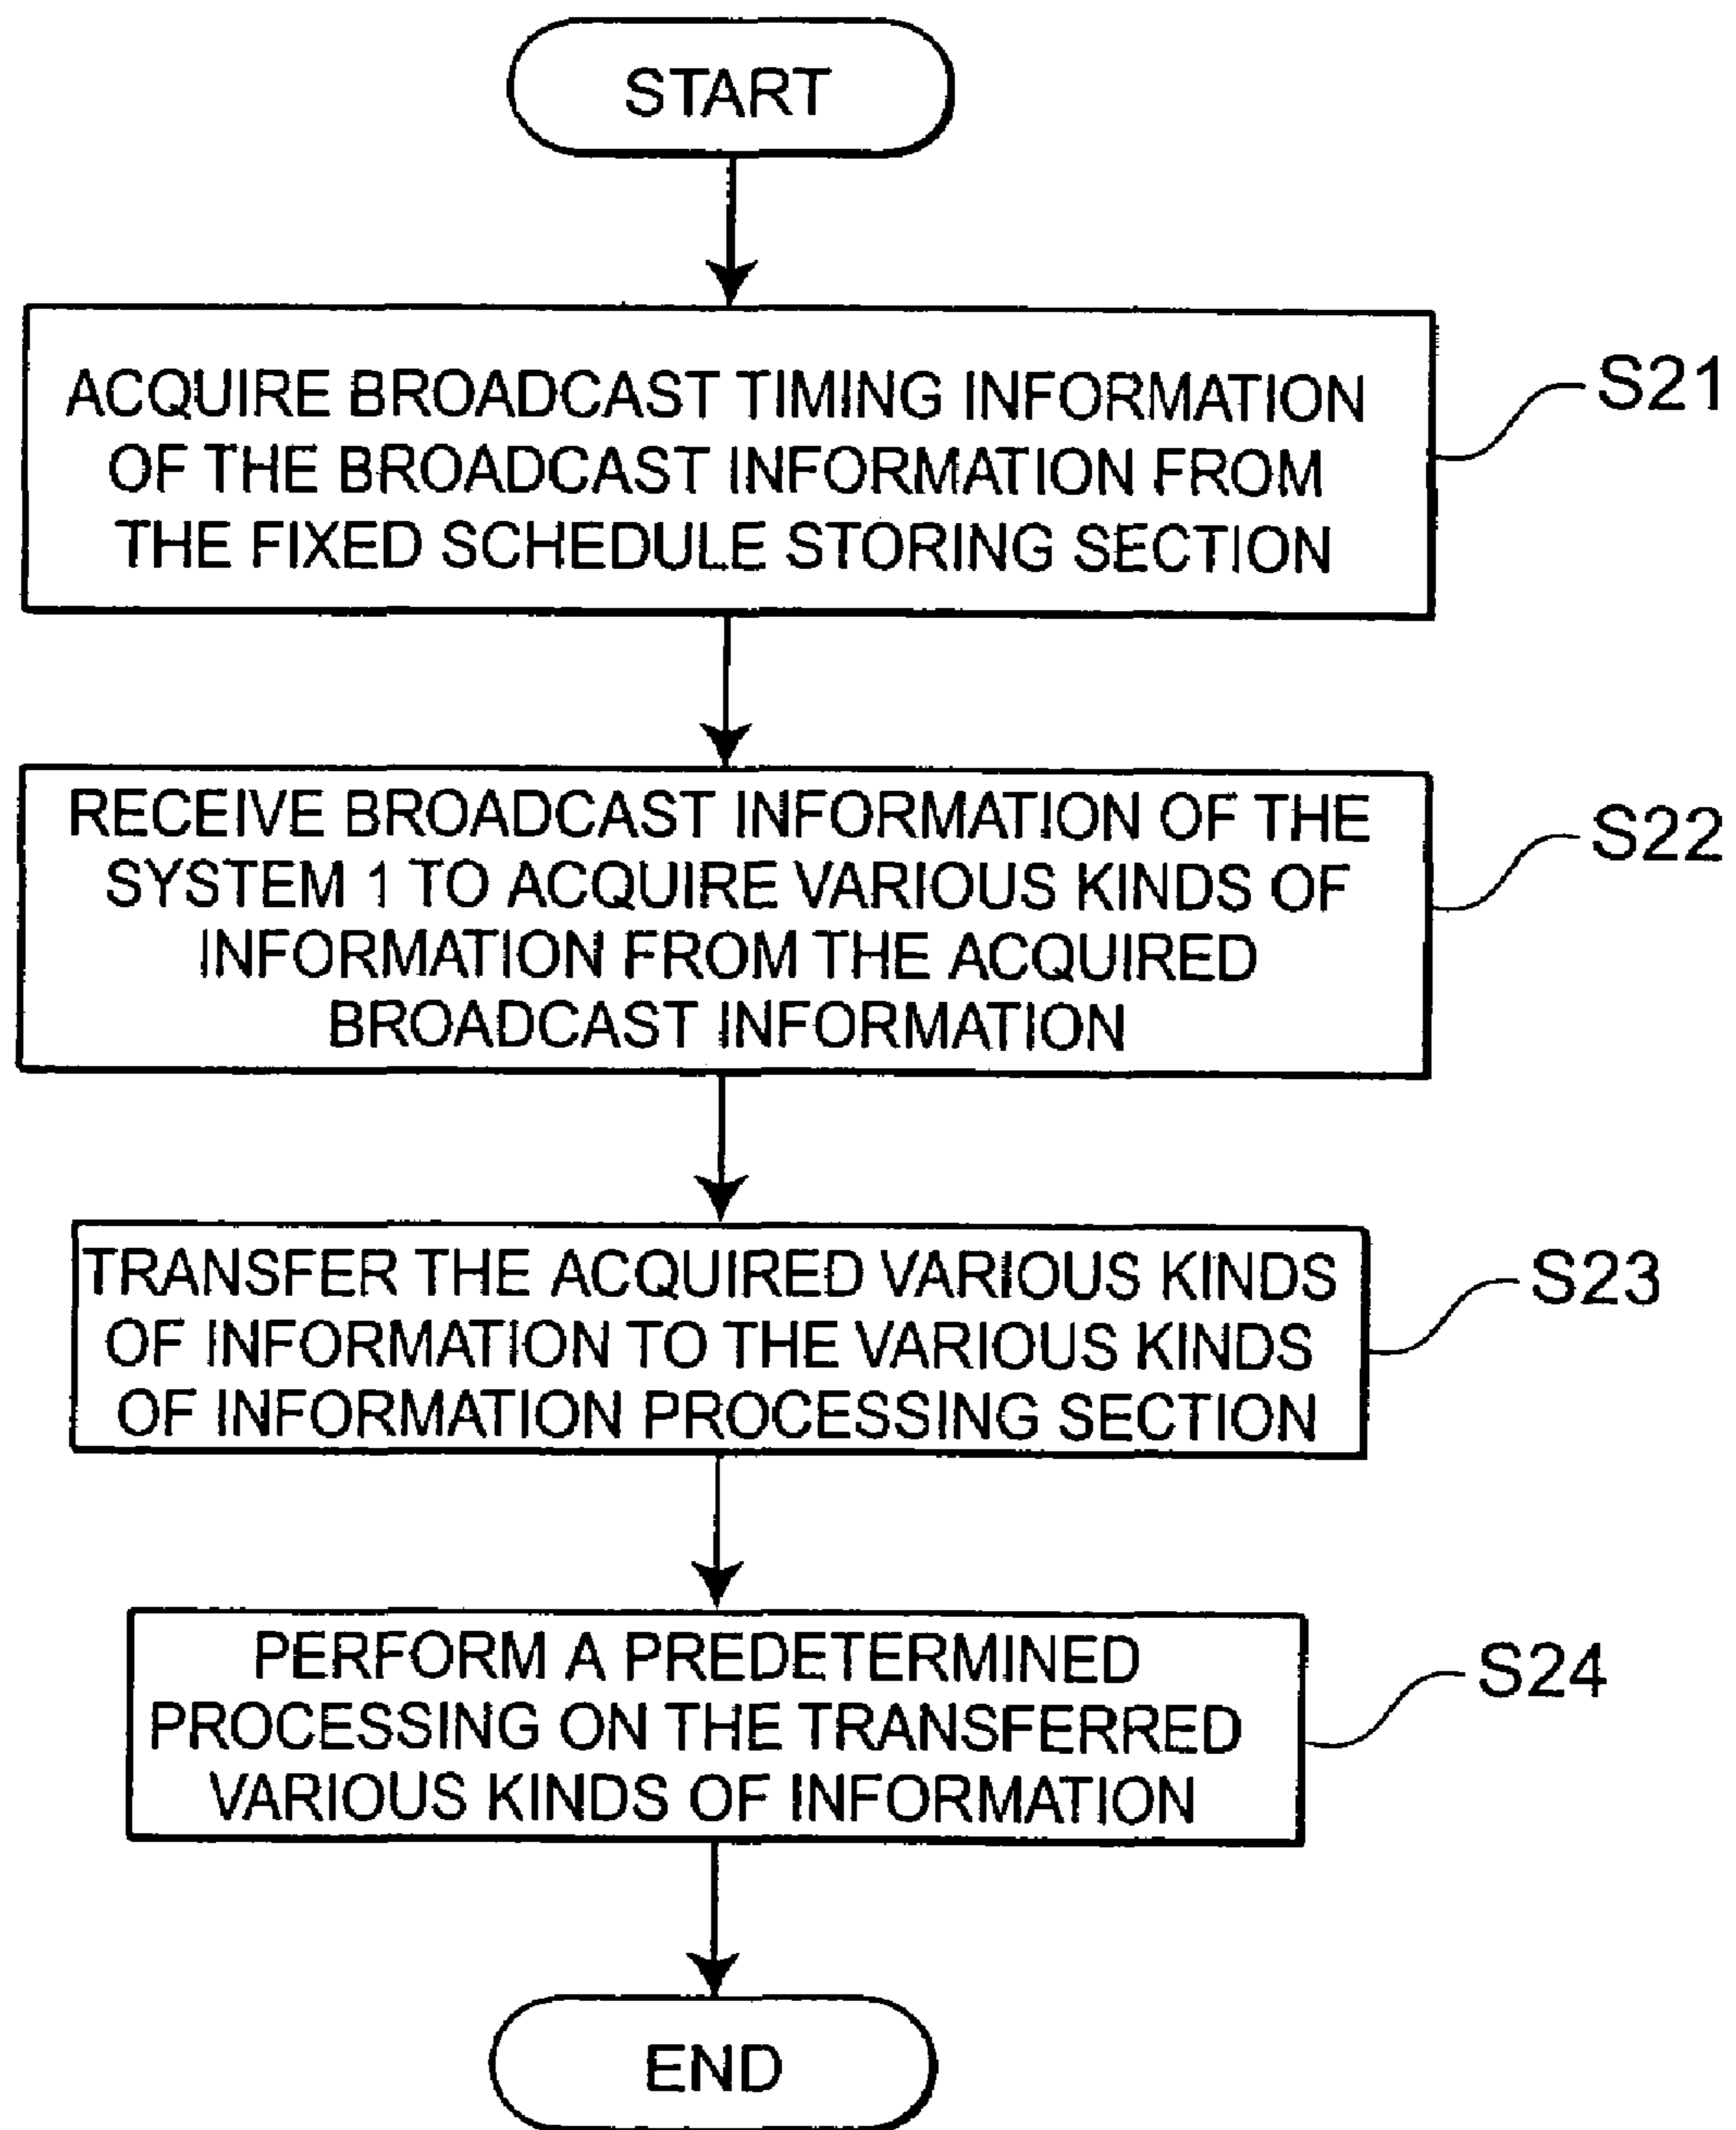 START
ACQUIRE BROADCAST TIMING INFORMATION
OF THE BROADCAST INFORMATION FROM
THE FIXED SCHEDULE STORING SECTION
S21
RECEIVE BROADCAST INFORMATION OF THE
SYSTEM 1 TO ACQUIRE VARIOUS KINDS OF
INFORMATION FROM THE ACQUIRED
BROADCAST INFORMATION
S22
TRANSFER THE ACQUIRED VARIOUS KINDS
OF INFORMATION TO THE VARIOUS KINDS
OF INFORMATION PROCESSING SECTION
S23
PERFORM A PREDETERMINED
PROCESSING ON THE TRANSFERRED
VARIOUS KINDS OF INFORMATION
S24
END